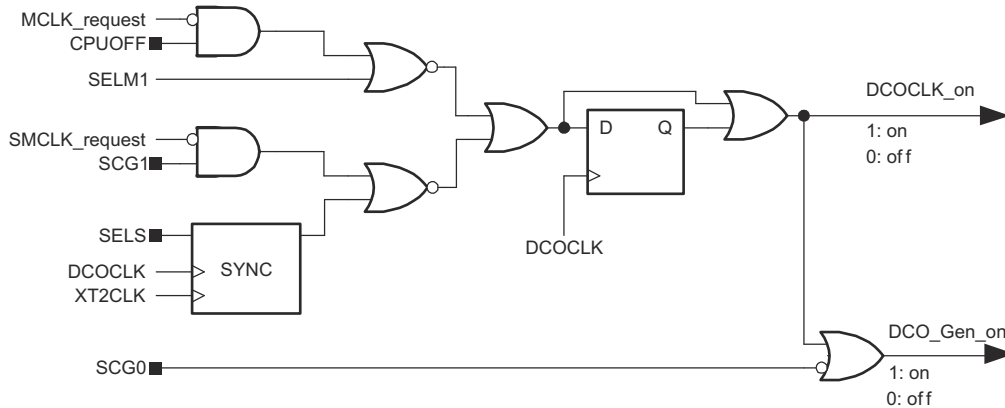 MCLK_request
CPUOFF
SELM1
SMCLK_request
SCG1
SELS
DCOCLK
XT2CLK
SYNC
SCG0
D Q
DCOCLK
DCOCLK_on
1: on
0: off
DCO_Gen_on
1: on
0: off